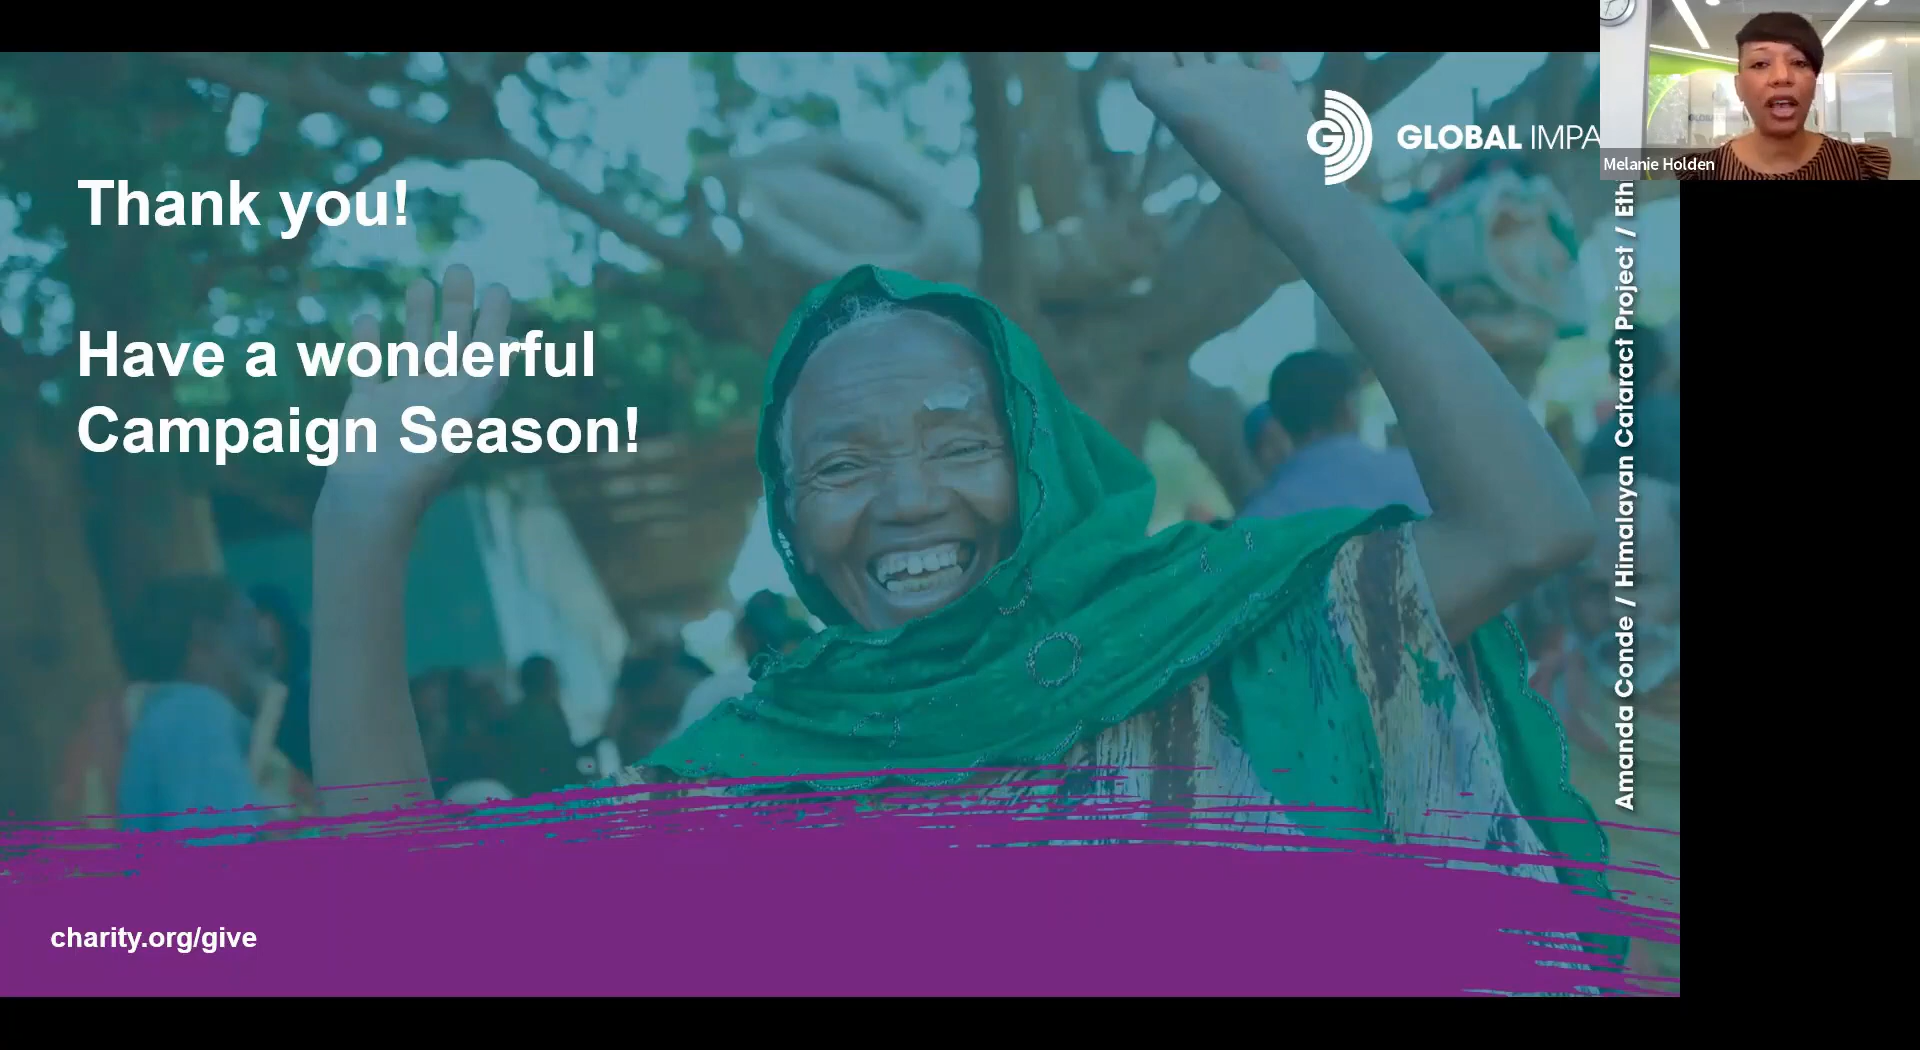 Thank you!
Have a wonderful
Campaign Season!
GLOBAL IMPA
Melanie Holden
Amanda Conde / Himalayan Cataract Project / Eth
charity.org/give